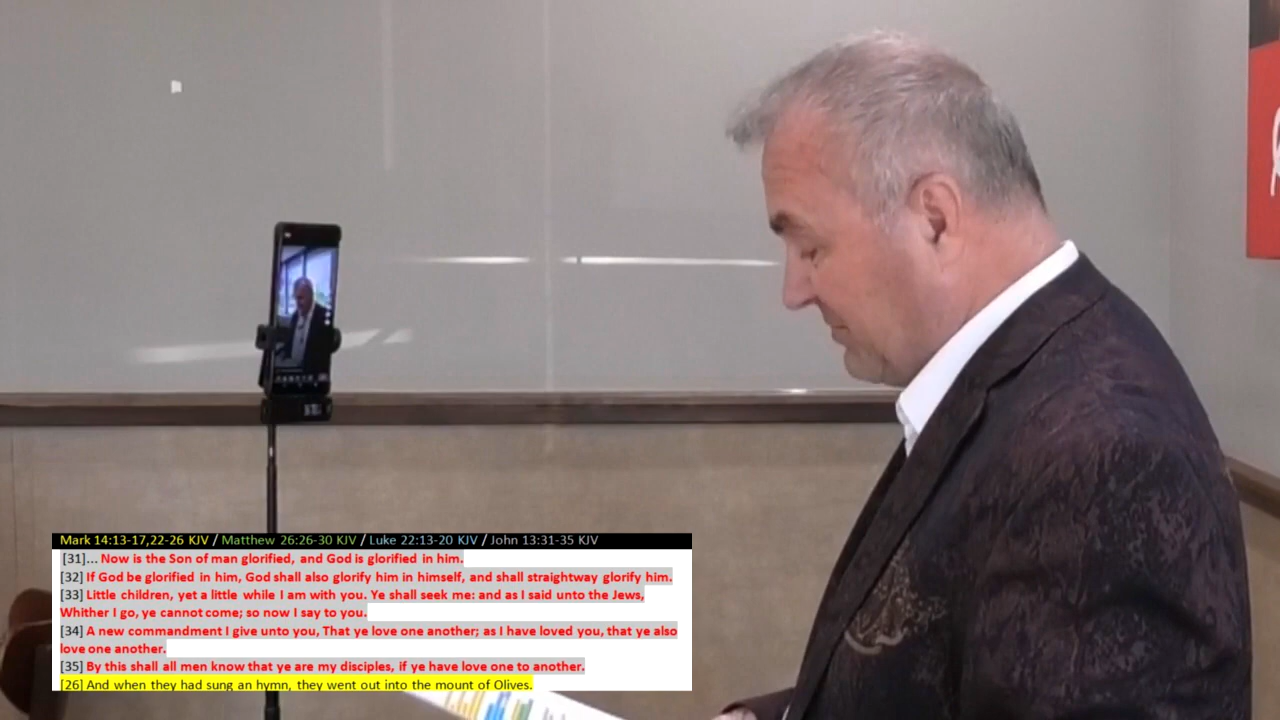 Mark 14:13-17,22-26 KJV / Matthew 26:26-30 KJV / Luke 22:13-20 KJV / John 13:31-35 KJV
[31]... Now is the Son of man glorified, and God is glorified in him.
[32] If God be glorified in him, God shall also glorify him in himself, and shall straightway glorify him.
[33] Little children, yet a little while I am with you. Ye shall seek me: and as I said unto the Jews,
Whither I go, ye cannot come; so now I say to you.
[34] A new commandment I give unto you, That ye love one another; as I have loved you, that ye also
love one another.
[35] By this shall all men know that ye are my disciples, if ye have love one to another.
[26] And when they had sung an hymn, they went out into the mount of Olives.